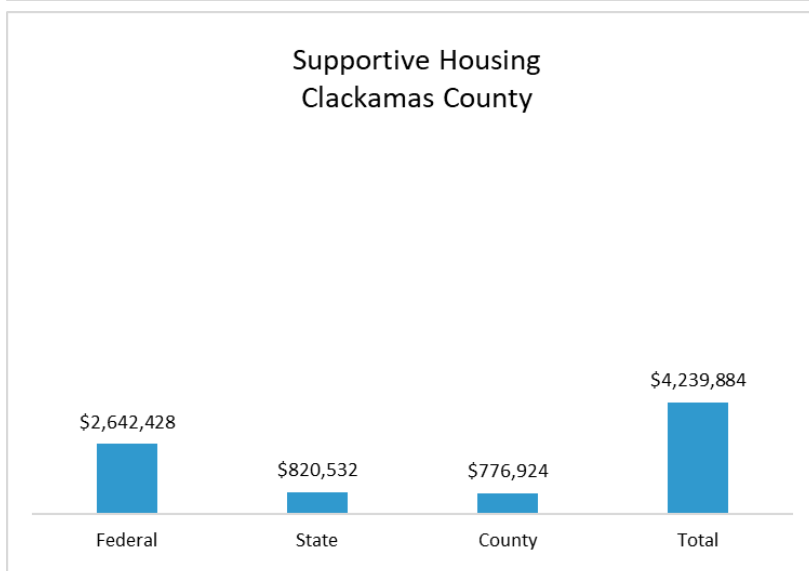 Supportive Housing
Clackamas County
$4,239,884
$2,642,428
$820,532
$776,924
Federal
State
County
Total